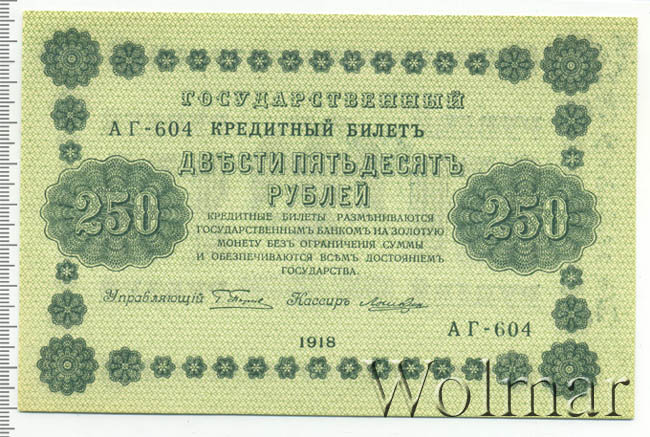 ГОСУДАРСТВЕННЫЙ
АГ-604 КРЕДИТНЫЙ БИЛЕТЪ
ДВѢСТИ ПЯТЬДЕСЯТЪ
РУБЛЕЙ
250
250
КРЕДИТНЫЕ БИЛЕТЫ РАЗМѢНИВАЮТСЯ
ГОСУДАРСТВЕННЫМЪ БАНКОМЪ НА ЗОЛОТУЮ
МОНЕТУ БЕЗЪ ОГРАНИЧЕНІЯ СУММЫ
И ОБЕЗПЕЧИВАЮТСЯ ВСѢМЪ ДОСТОЯНІЕМЪ
ГОСУДАРСТВА.
Управляющій Кассиръ
АГ-604
1918
Wolmar